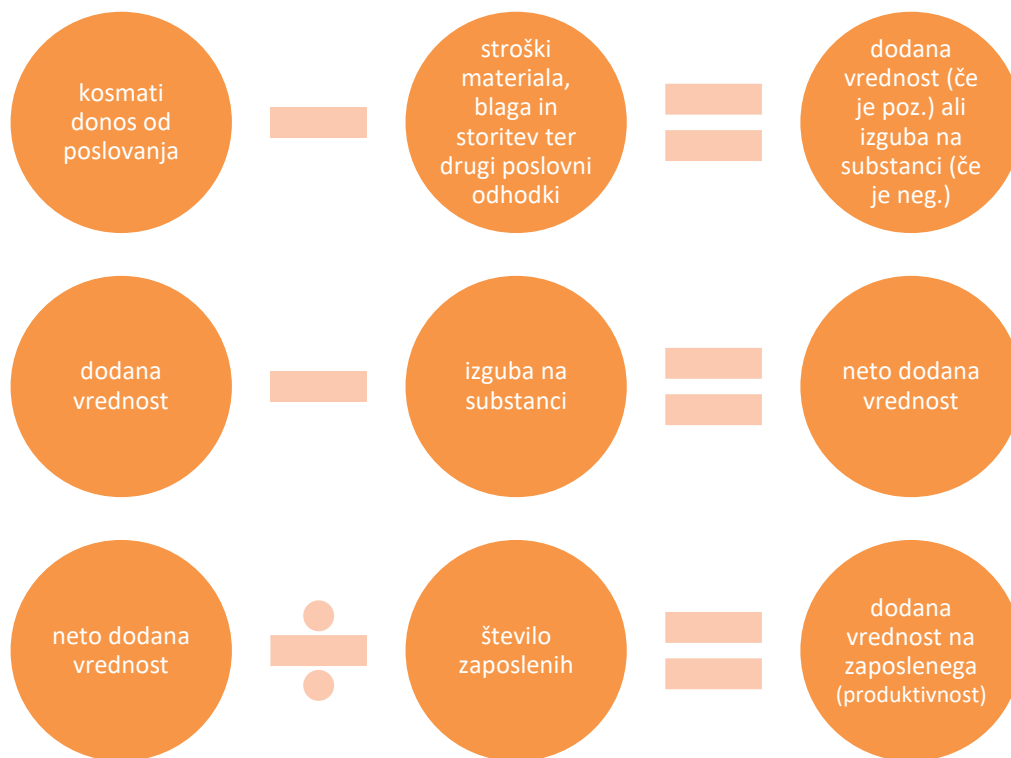 kosmati
donos od
poslovanja
stroški
materiala,
blaga in
storitev ter
drugi poslovni
odhodki
dodana
vrednost (če
je poz.) ali
izguba na
substanci (če
je neg.)
dodana
vrednost
izguba na
substanci
neto dodana
vrednost
neto dodana
vrednost
število
zaposlenih
dodana
vrednost na
zaposlenega
(produktivnost)